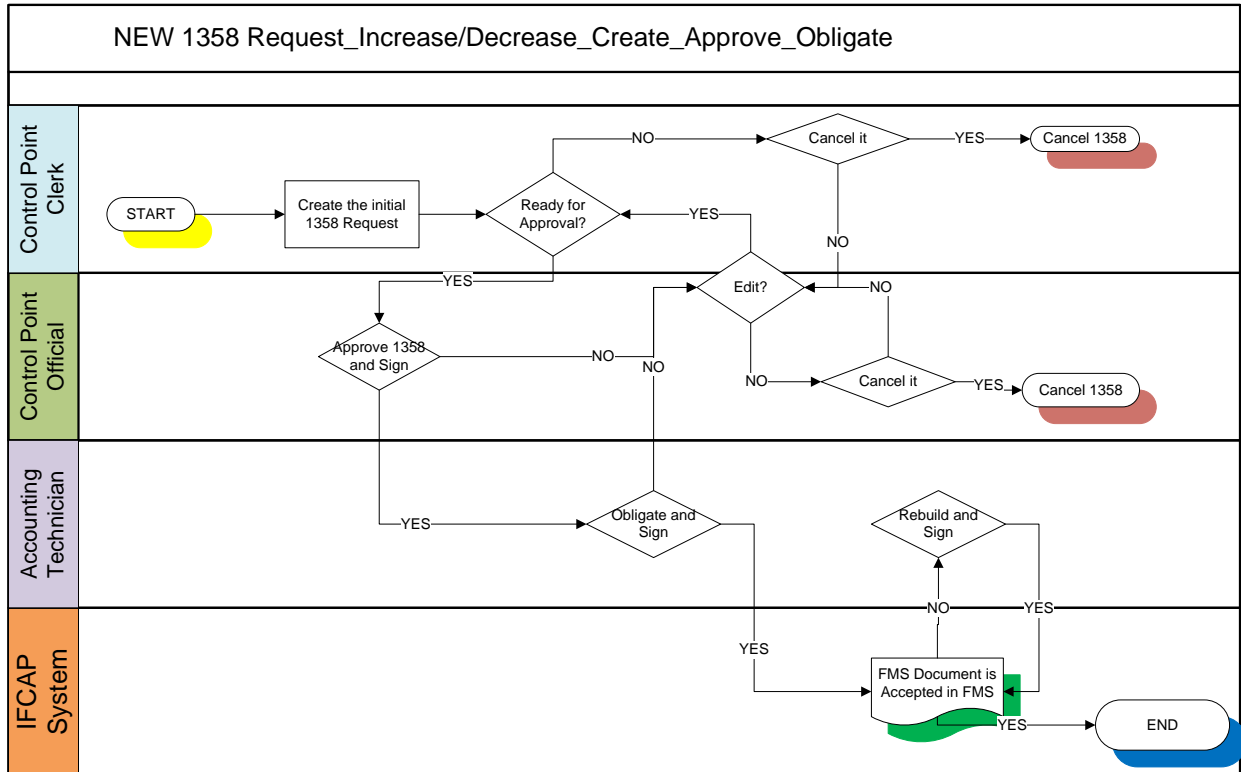 NEW 1358 Request_Increase/Decrease_Create_Approve_Obligate
Control Point
Clerk
START
Create the initial
1358 Request
Ready for
Approval?
NO
Cancel it
YES
Cancel 1358
YES
NO
YES
Control Point
Official
Approve 1358
and Sign
NO
NO
Edit?
NO
NO
Cancel it
YES
Cancel 1358
Accounting
Technician
YES
Obligate and
Sign
Rebuild and
Sign
NO
YES
IFCAP
System
YES
FMS Document is
Accepted in FMS
YES
END